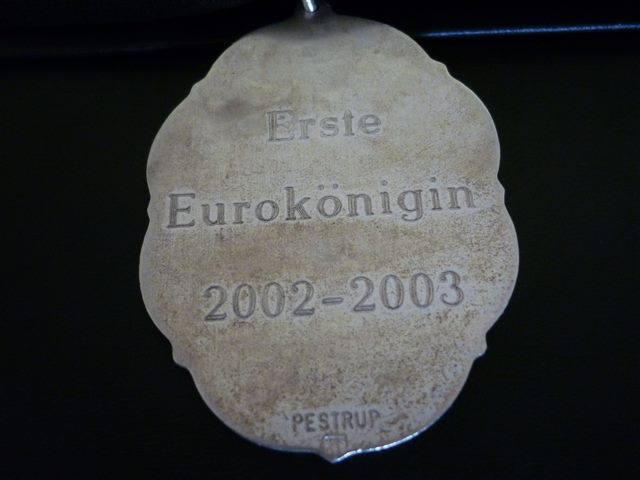 Erste
Eurokönigin
2002-2003
PESTRUP